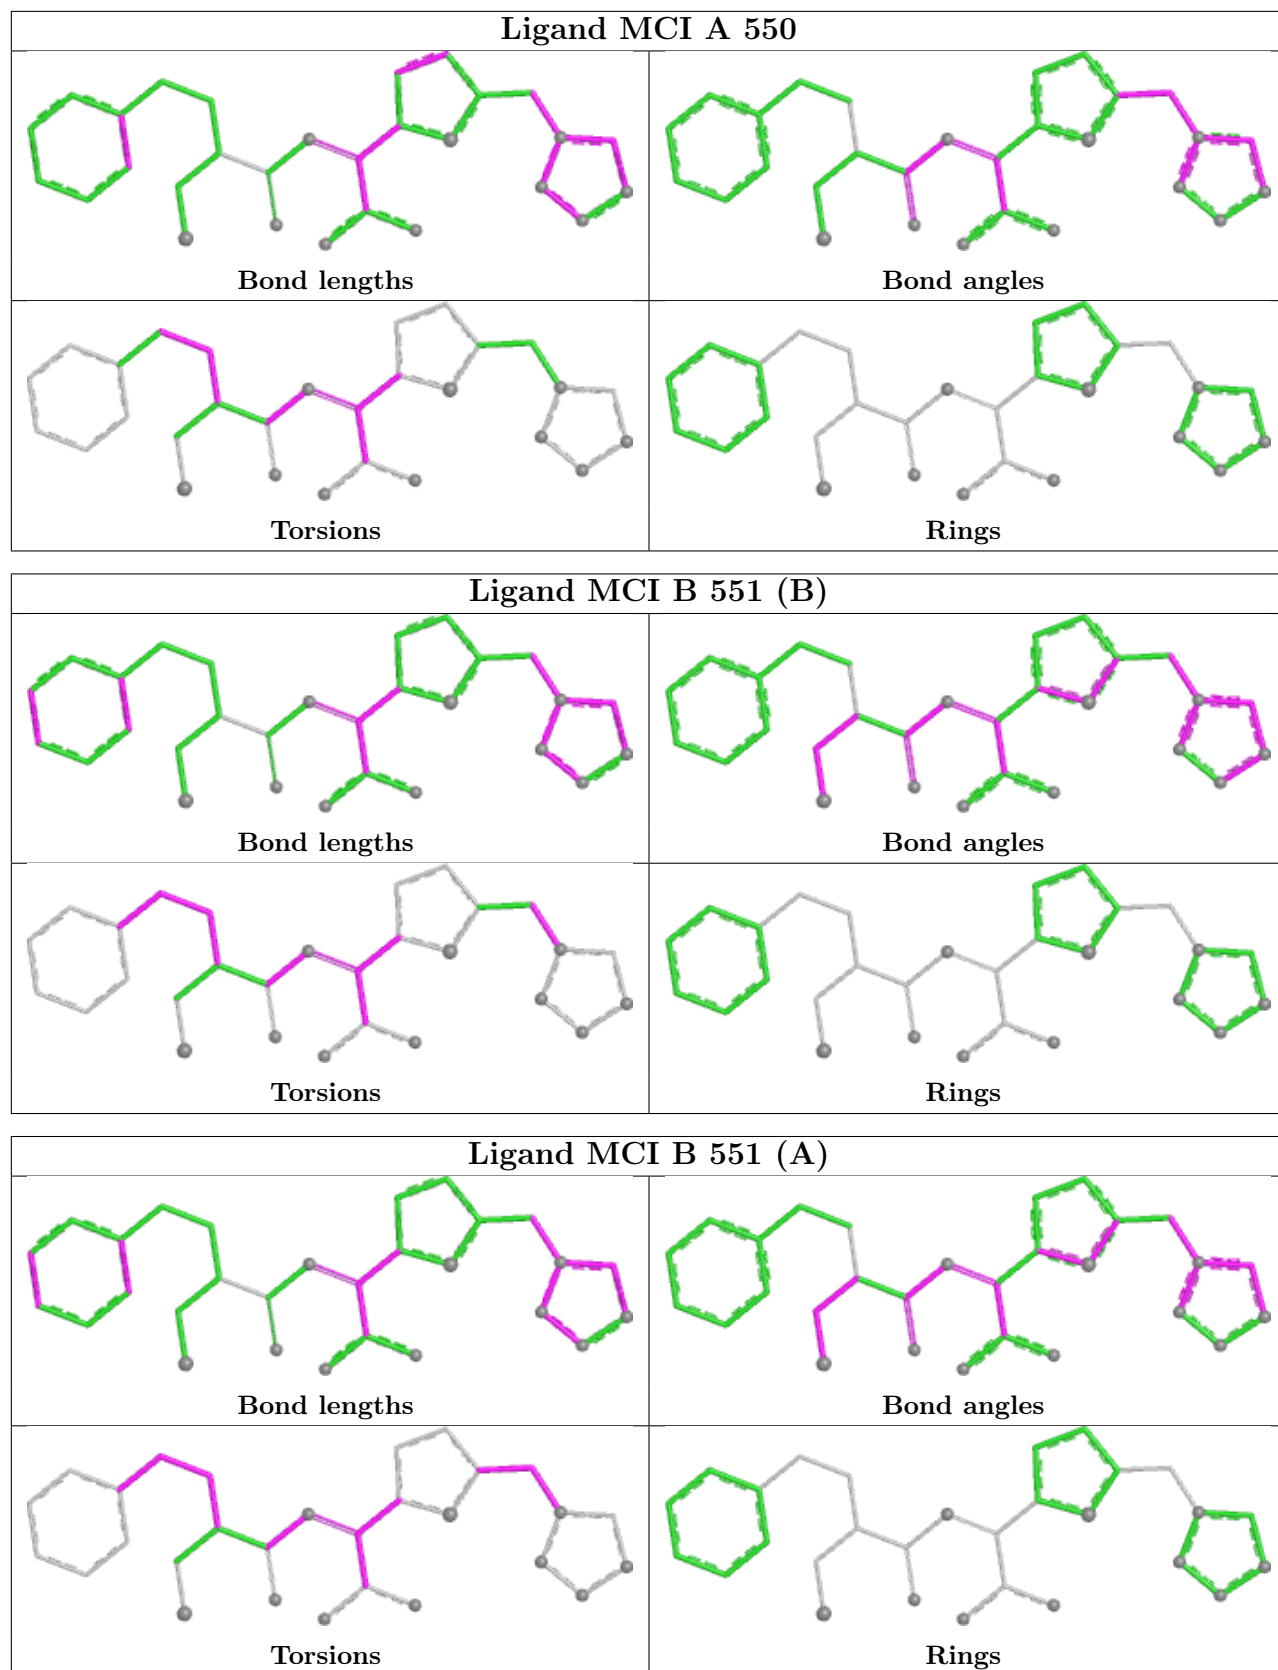 Ligand MCI A 550
Bond lengths
Bond angles
Torsions
Rings
Ligand MCI B 551 (B)
Bond lengths
Bond angles
Torsions
Rings
Ligand MCI B 551 (A)
Bond lengths
Bond angles
Torsions
Rings